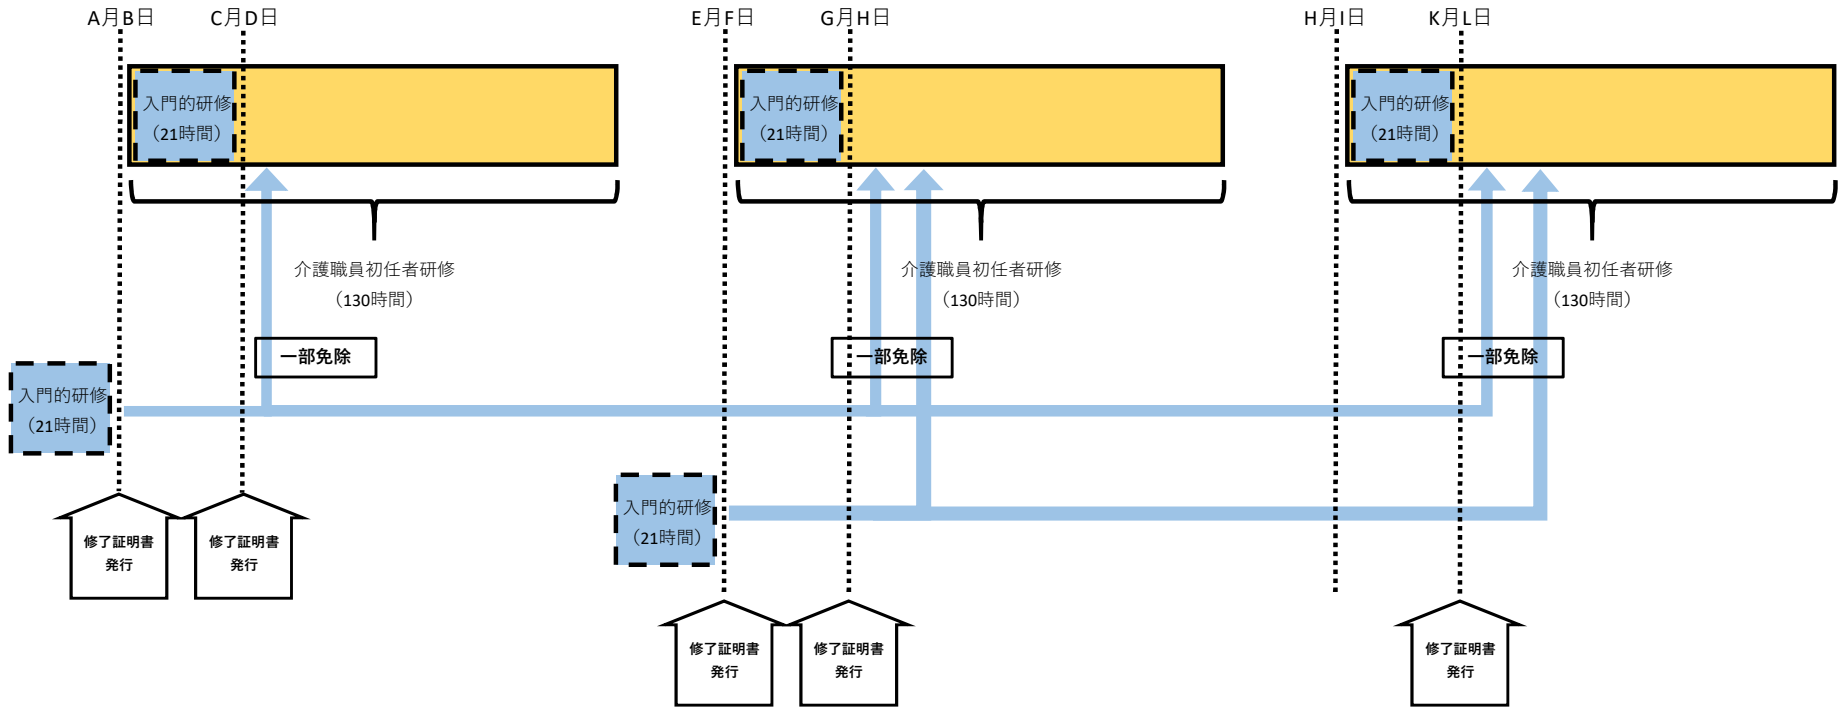 A月B日
C月D日
E月F日
G月H日
H月I日
K月L日
入門的研修
（21時間）
入門的研修
（21時間）
入門的研修
（21時間）
介護職員初任者研修
（130時間）
介護職員初任者研修
（130時間）
介護職員初任者研修
（130時間）
一部免除
一部免除
一部免除
入門的研修
（21時間）
入門的研修
（21時間）
修了証明書
発行
修了証明書
発行
修了証明書
発行
修了証明書
発行
修了証明書
発行